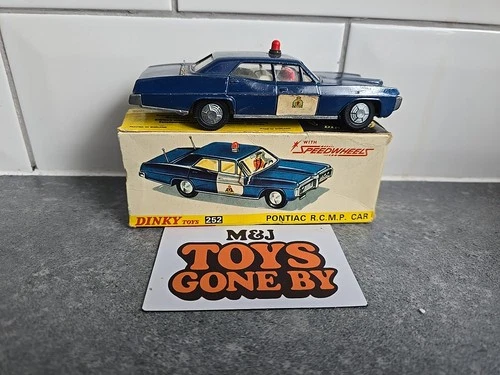 WITH
SPEEDWHEELS
DINKY TOYS 252
PONTIAC R.C.M.P. CAR
M&J
TOYS
GONE BY